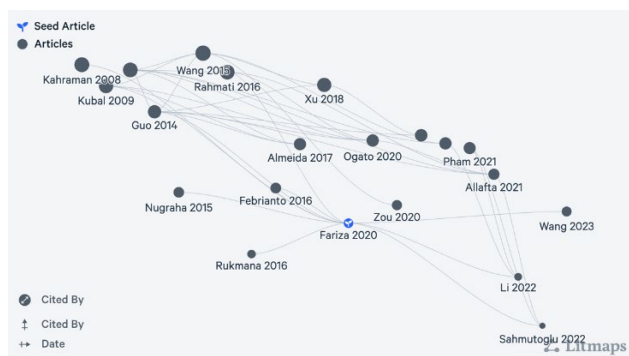 Seed Article
Articles
Kahraman 2008
Kubal 2009
Wang 2015
Rahmati 2016
Guo 2014
Xu 2018
Almeida 2017
Ogato 2020
Pham 2021
Allafta 2021
Nugraha 2015
Febrianto 2016
Zou 2020
Fariza 2020
Wang 2023
Rukmana 2016
Li 2022
Sahmutoglu 2022
Cited By
Cited By
Date
Litmaps